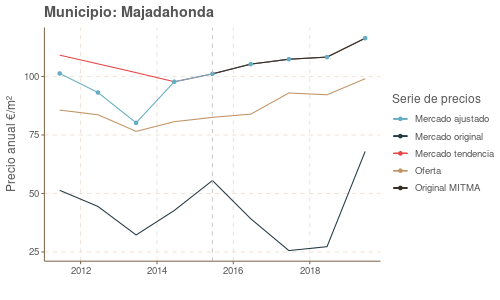 Municipio: Majadahonda
Precio anual €/m²
100
75
50
25
2012
2014
2016
2018
Serie de precios
Mercado ajustado
Mercado original
Mercado tendencia
Oferta
Original MITMA